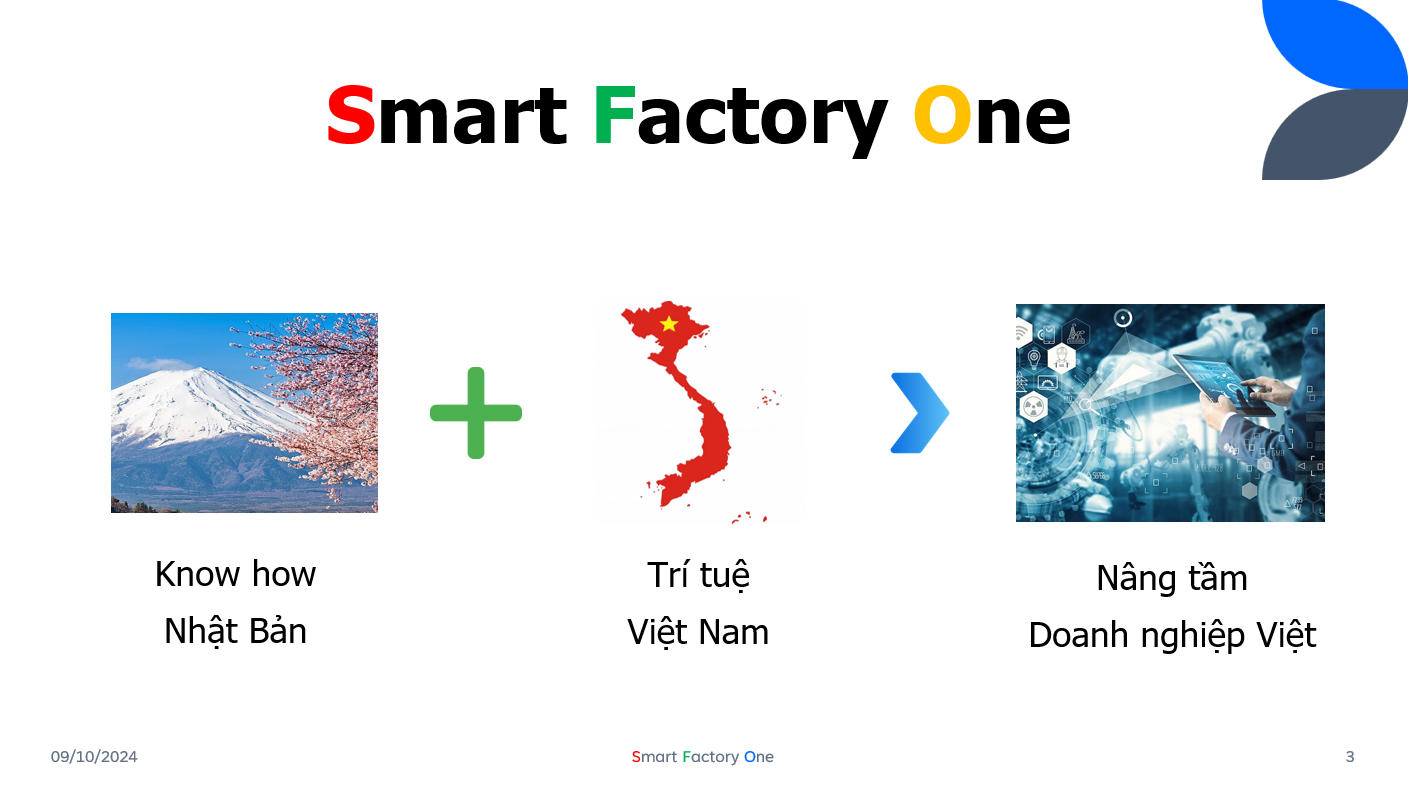 Smart Factory One
Know how
Nhật Bản
Trí tuệ
Việt Nam
Nâng tầm
Doanh nghiệp Việt
09/10/2024
Smart Factory One
3